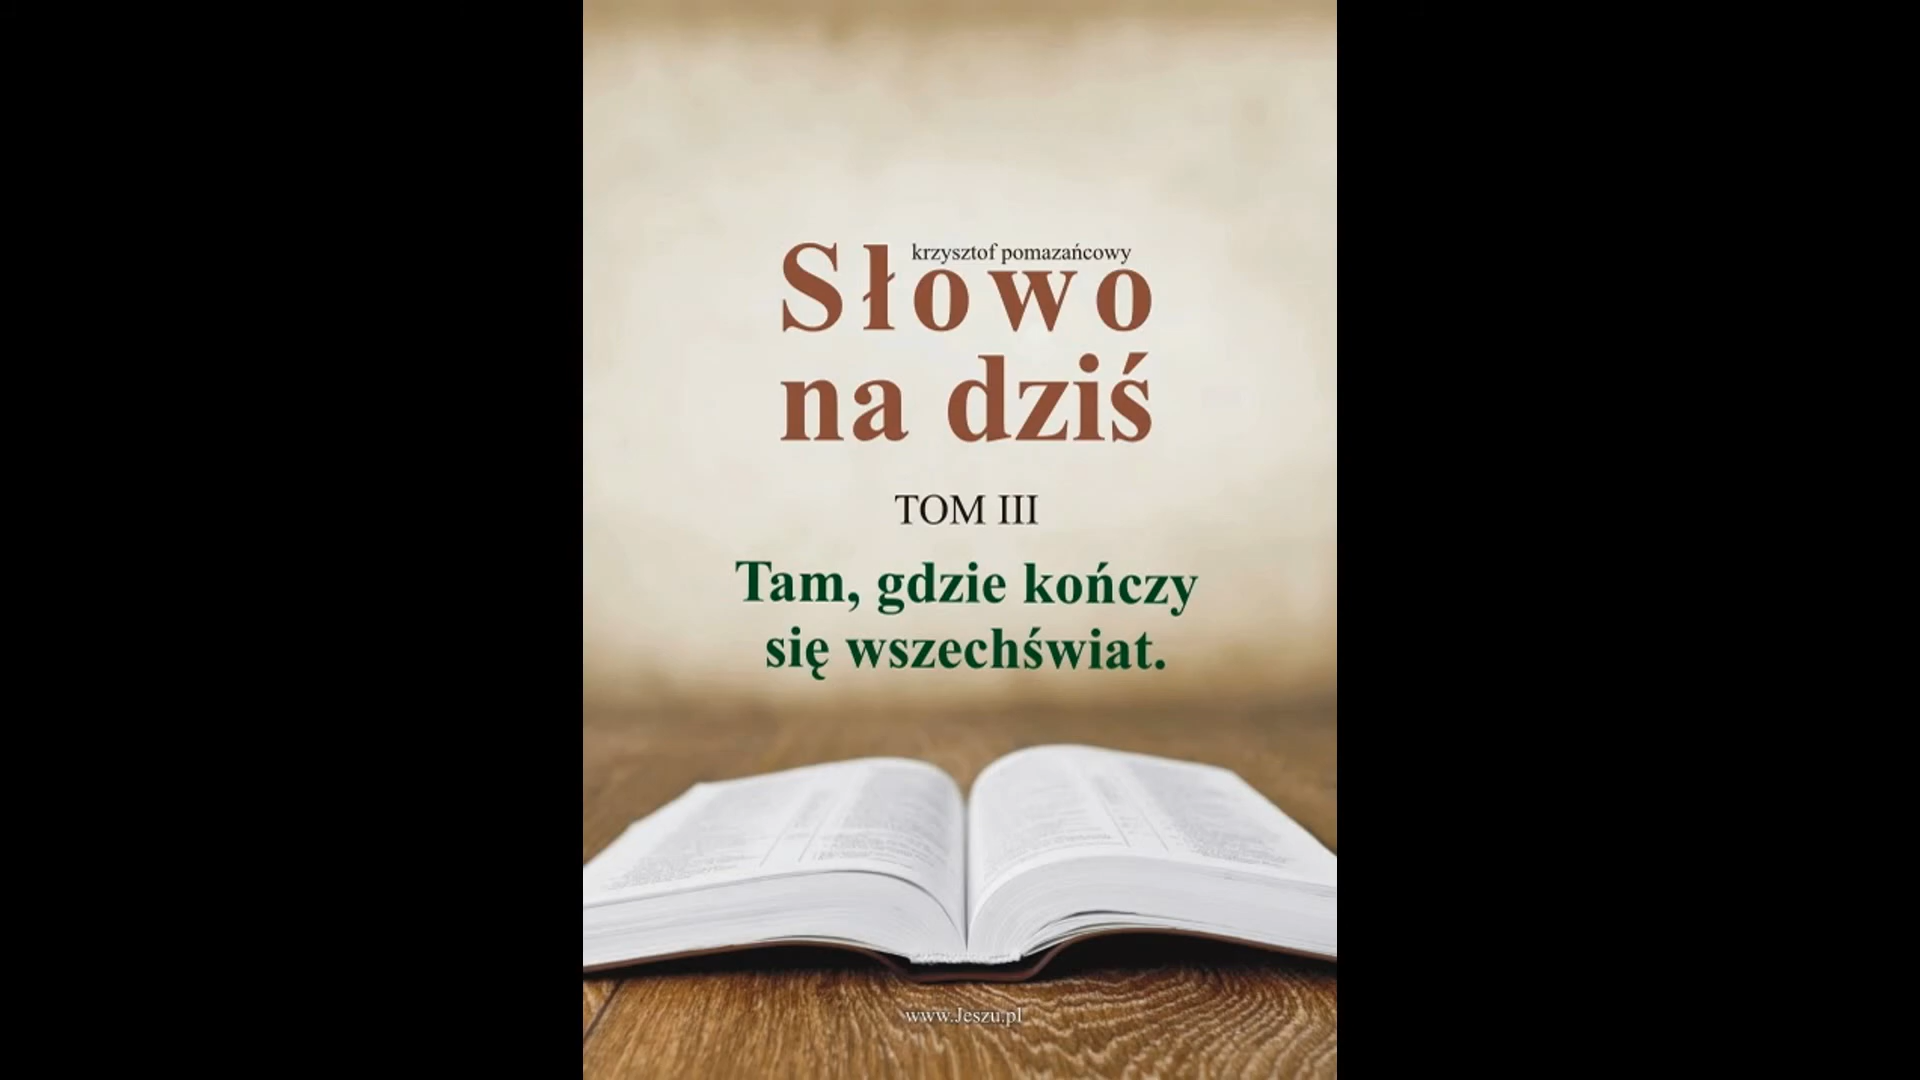 krzysztof pomazańcowy
Słowo
na dziś
TOM III
Tam, gdzie kończy
się wszechświat.
www.Jeszu.pl